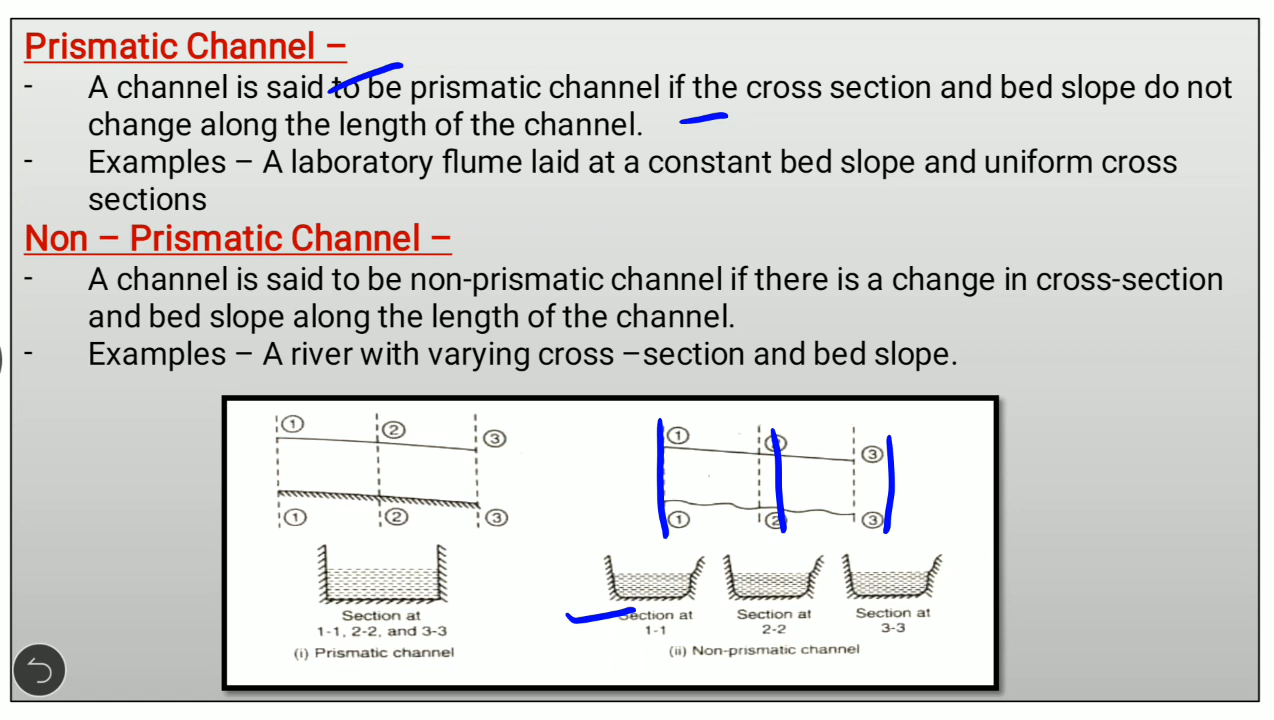 Prismatic Channel –
- A channel is said to be prismatic channel if the cross section and bed slope do not
change along the length of the channel.
- Examples – A laboratory flume laid at a constant bed slope and uniform cross
sections
Non – Prismatic Channel –
- A channel is said to be non-prismatic channel if there is a change in cross-section
and bed slope along the length of the channel.
- Examples – A river with varying cross –section and bed slope.
1 2 3
1 2 3
Section at
1-1, 2-2, and 3-3
(i) Prismatic channel
1 2 3
1 2 3
Section at
1-1
Section at
2-2
Section at
3-3
(ii) Non-prismatic channel